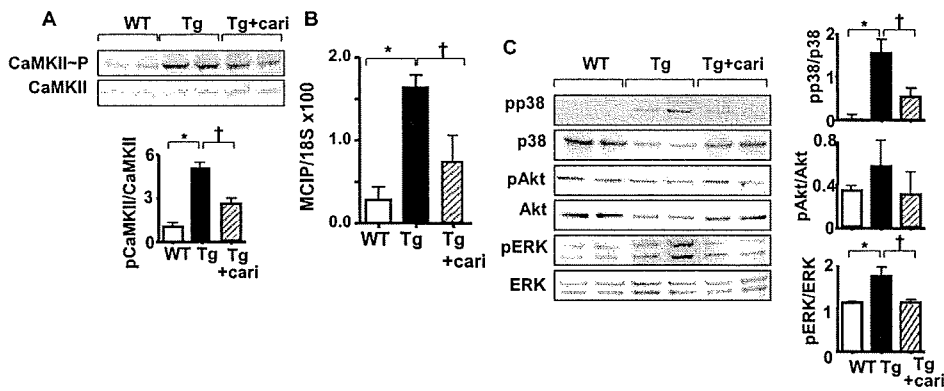 A
WT Tg Tg+cari
CaMKII~P
CaMKII
pCaMKII/CaMKII
6
3
0
* †
WT Tg Tg
+cari
B
MCIP/18S x100
2.0
1.0
0.0
* †
WT Tg Tg
+cari
C
WT Tg Tg+cari
pp38
p38
pAkt
Akt
pERK
ERK
pp38/p38
2
1
0
* †
pAkt/Akt
0.8
0.4
0
pERK/ERK
2
1
0
* †
WT Tg Tg
+cari